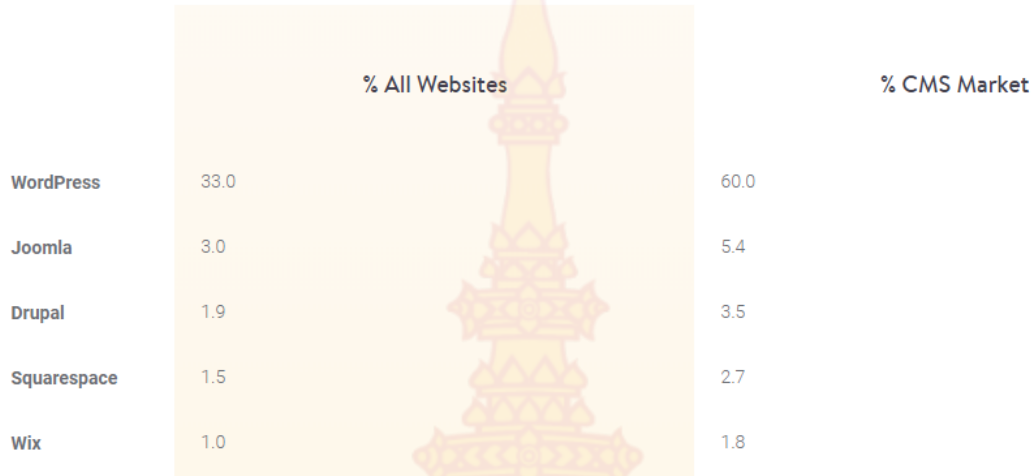 % All Websites % CMS Market
WordPress 33.0 60.0
Joomla 3.0 5.4
Drupal 1.9 3.5
Squarespace 1.5 2.7
Wix 1.0 1.8